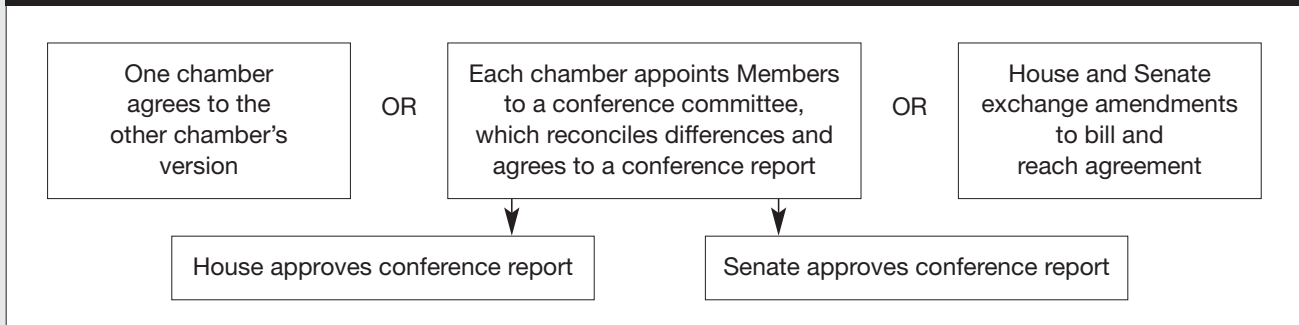 One chamber
agrees to the
other chamber's
version
OR
Each chamber appoints Members
to a conference committee,
which reconciles differences and
agrees to a conference report
OR
House and Senate
exchange amendments
to bill and
reach agreement
House approves conference report
Senate approves conference report